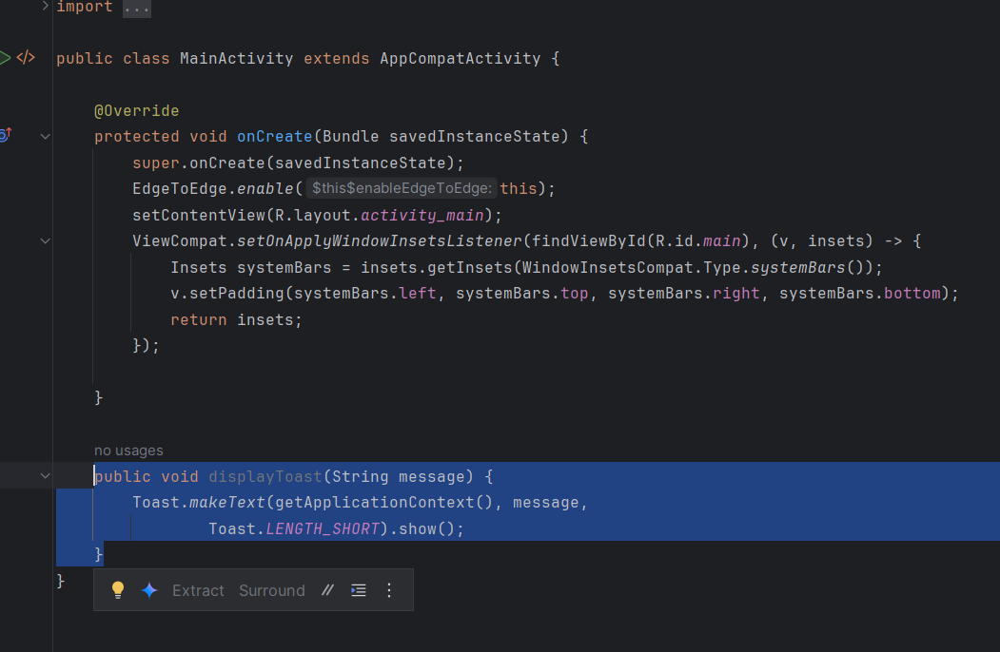 import ...
public class MainActivity extends AppCompatActivity {
@Override
protected void onCreate(Bundle savedInstanceState) {
super.onCreate(savedInstanceState);
EdgeToEdge.enable( $this$enableEdgeToEdge: this);
setContentView(R.layout.activity_main);
ViewCompat.setOnApplyWindowInsetsListener(findViewById(R.id.main), (v, insets) -> {
Insets systemBars = insets.getInsets(WindowInsetsCompat.Type.systemBars());
v.setPadding(systemBars.left, systemBars.top, systemBars.right, systemBars.bottom);
return insets;
});
}
no usages
public void displayToast(String message) {
Toast.makeText(getApplicationContext(), message,
Toast.LENGTH_SHORT).show();
}
}
Extract Surround //